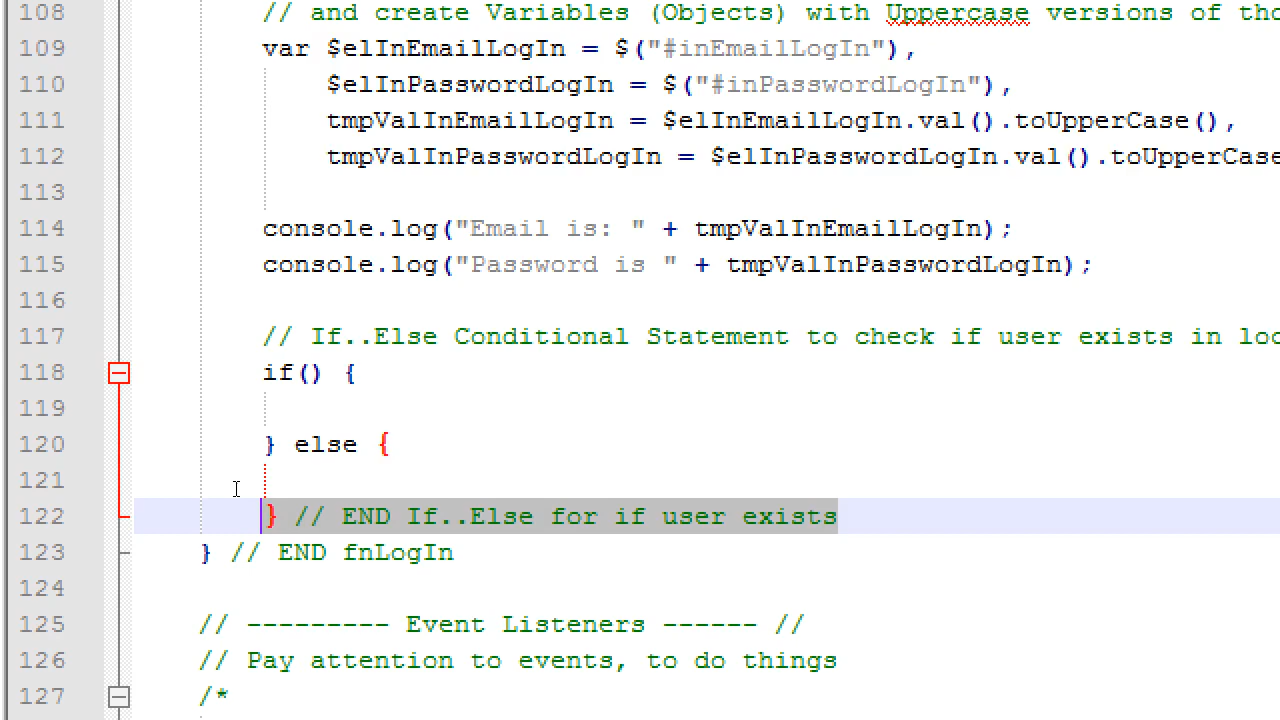 108 // and create Variables (Objects) with Uppercase versions of
109 var $elInEmailLogIn = $("#inEmailLogIn"),
110 $elInPasswordLogIn = $("#inPasswordLogIn"),
111 tmpValInEmailLogIn = $elInEmailLogIn.val().toUpperCase(),
112 tmpValInPasswordLogIn = $elInPasswordLogIn.val().toUpperCase
113
114 console.log("Email is: " + tmpValInEmailLogIn);
115 console.log("Password is " + tmpValInPasswordLogIn);
116
117 // If..Else Conditional Statement to check if user exists in
118 if() {
119
120 } else {
121
122 } // END If..Else for if user exists
123 } // END fnLogIn
124
125 // --------- Event Listeners ------ //
126 // Pay attention to events, to do things
127 /*